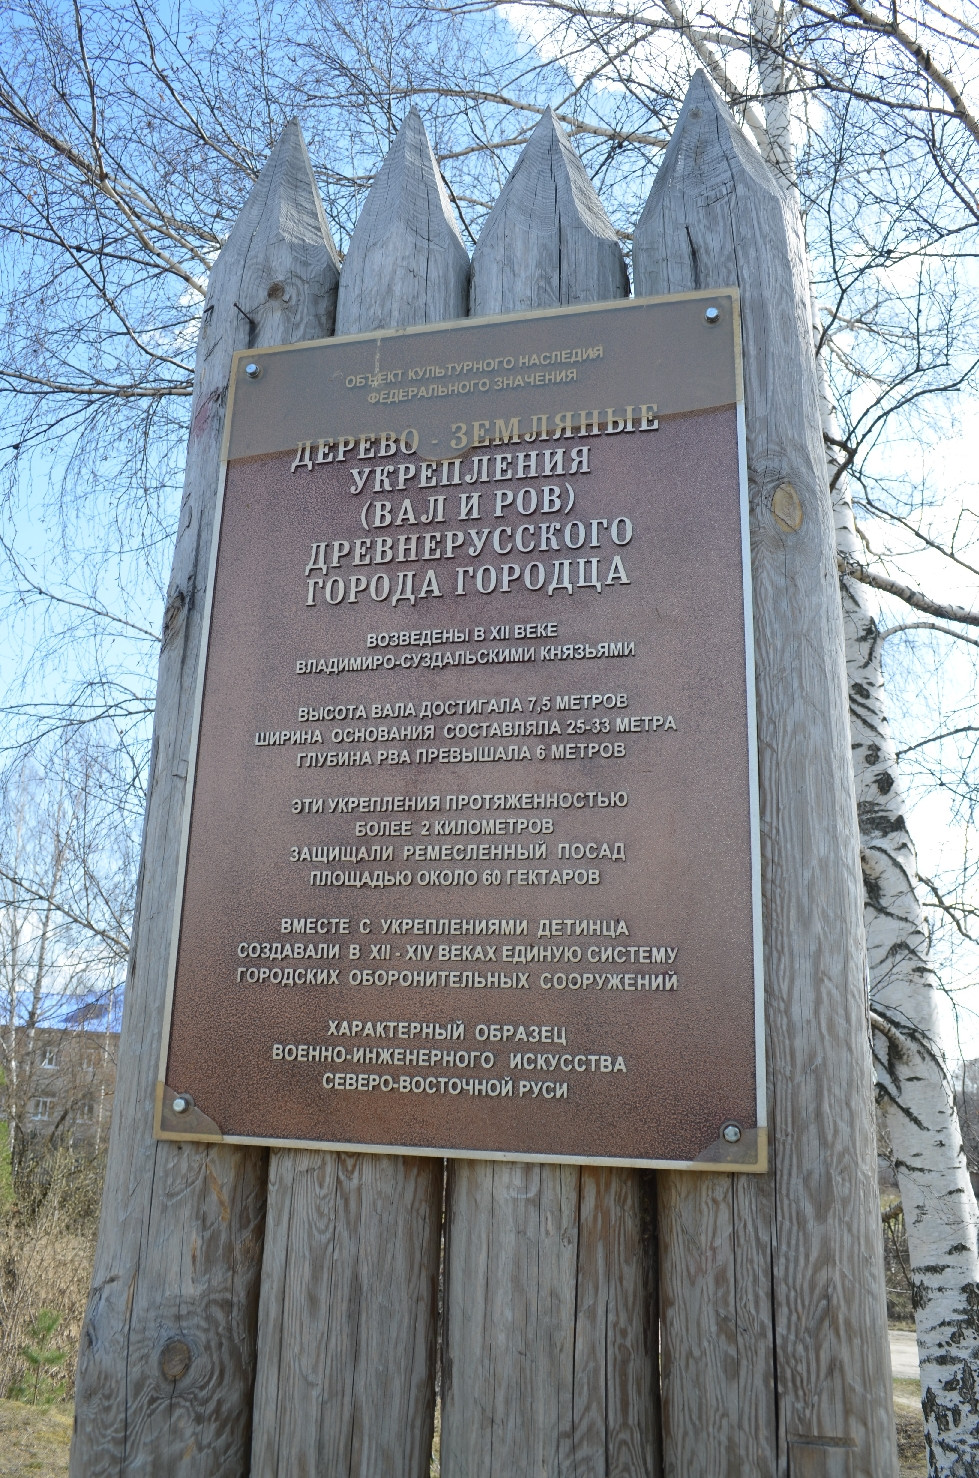 ОБЪЕКТ КУЛЬТУРНОГО НАСЛЕДИЯ
ФЕДЕРАЛЬНОГО ЗНАЧЕНИЯ
ДЕРЕВО - ЗЕМЛЯНЫЕ
УКРЕПЛЕНИЯ
(ВАЛ И РОВ)
ДРЕВНЕРУССКОГО
ГОРОДА ГОРОДЦА
ВОЗВЕДЕНЫ В XII ВЕКЕ
ВЛАДИМИРО-СУЗДАЛЬСКИМИ КНЯЗЬЯМИ
ВЫСОТА ВАЛА ДОСТИГАЛА 7,5 МЕТРОВ
ШИРИНА ОСНОВАНИЯ СОСТАВЛЯЛА 25-33 МЕТРА
ГЛУБИНА РВА ПРЕВЫШАЛА 6 МЕТРОВ
ЭТИ УКРЕПЛЕНИЯ ПРОТЯЖЕННОСТЬЮ
БОЛЕЕ 2 КИЛОМЕТРОВ
ЗАЩИЩАЛИ РЕМЕСЛЕННЫЙ ПОСАД
ПЛОЩАДЬЮ ОКОЛО 60 ГЕКТАРОВ
ВМЕСТЕ С УКРЕПЛЕНИЯМИ ДЕТИНЦА
СОЗДАВАЛИ В XII - XIV ВЕКАХ ЕДИНУЮ СИСТЕМУ
ГОРОДСКИХ ОБОРОНИТЕЛЬНЫХ СООРУЖЕНИЙ
ХАРАКТЕРНЫЙ ОБРАЗЕЦ
ВОЕННО-ИНЖЕНЕРНОГО ИСКУССТВА
СЕВЕРО-ВОСТОЧНОЙ РУСИ